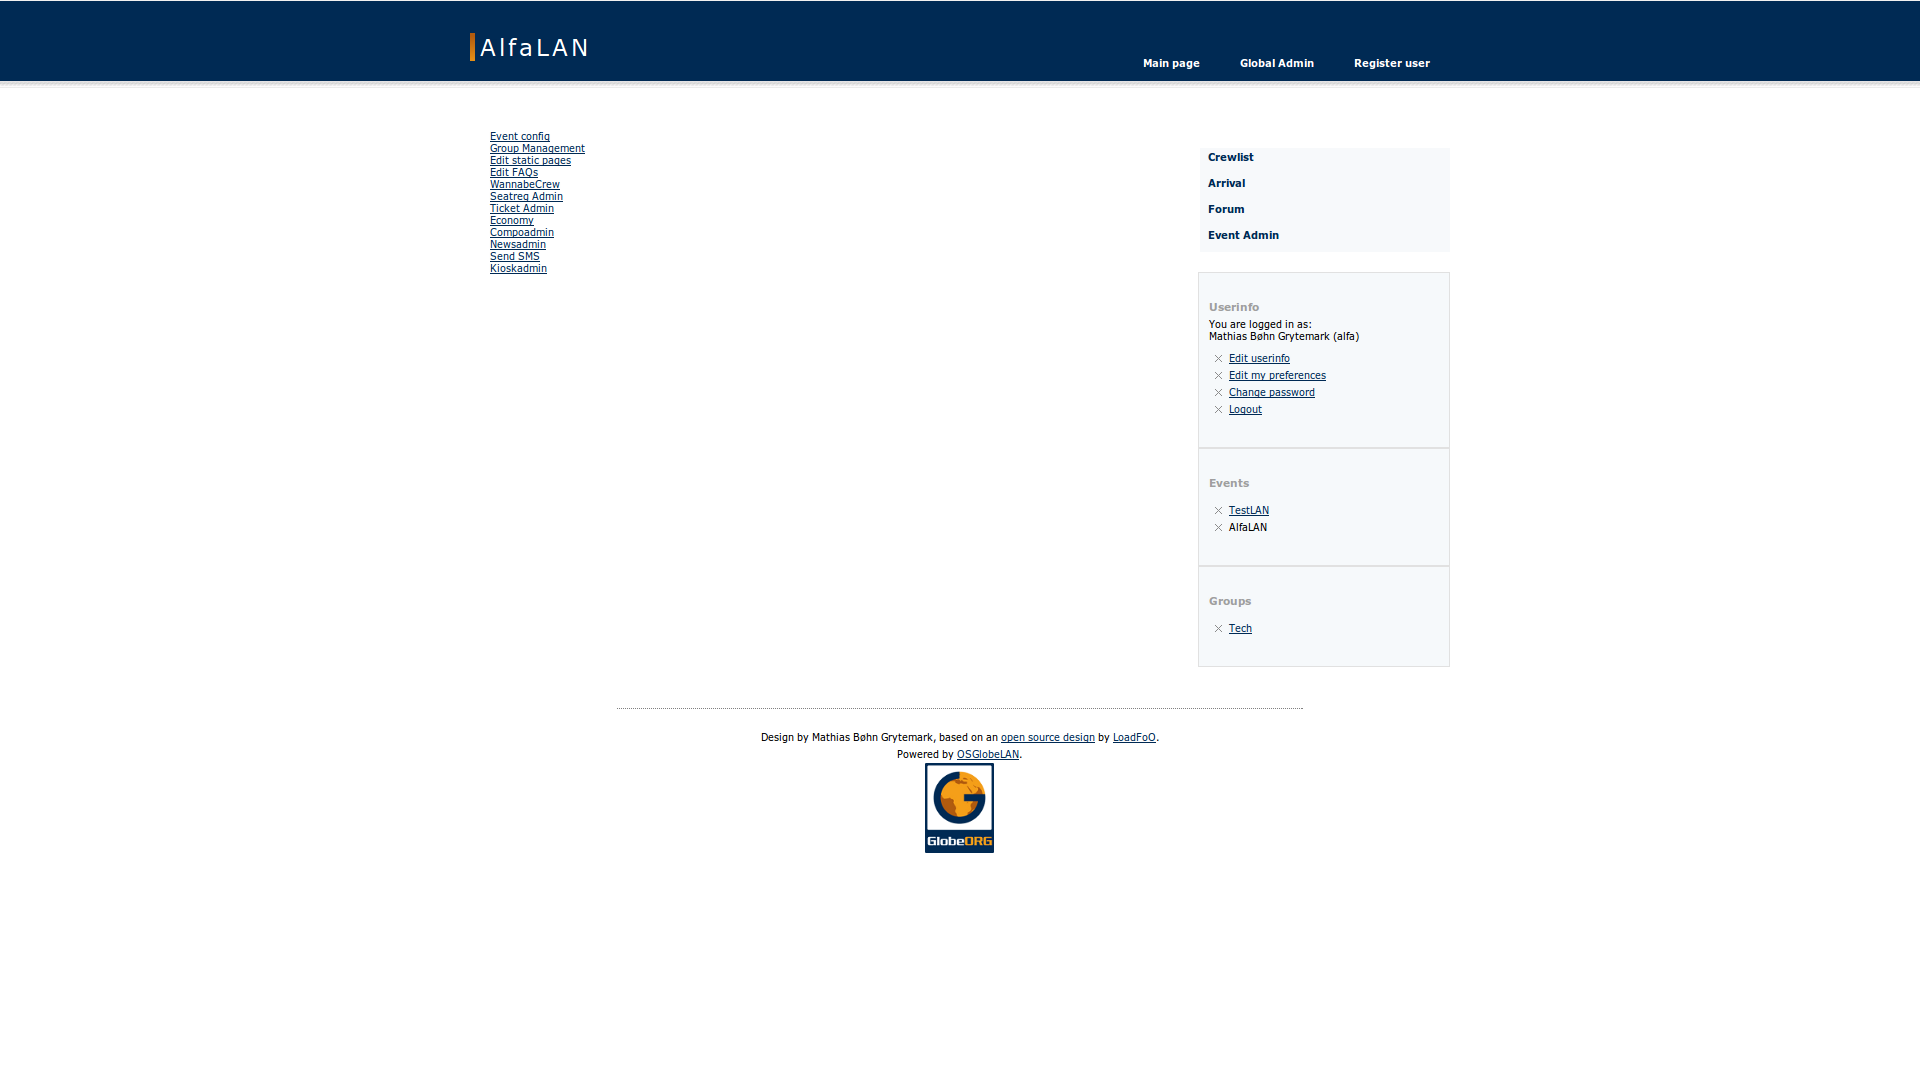 AlfaLAN
Main page Global Admin Register user
Event config
Group Management
Edit static pages
Edit FAQs
WannabeCrew
Seatreg Admin
Ticket Admin
Economy
Compoadmin
Newsadmin
Send SMS
Kioskadmin
Crewlist
Arrival
Forum
Event Admin
Userinfo
You are logged in as:
Mathias Bøhn Grytemark (alfa)
Edit userinfo
Edit my preferences
Change password
Logout
Events
TestLAN
AlfaLAN
Groups
Tech
Design by Mathias Bøhn Grytemark, based on an open source design by LoadFoO.
Powered by OSGlobeLAN.
GlobeORG